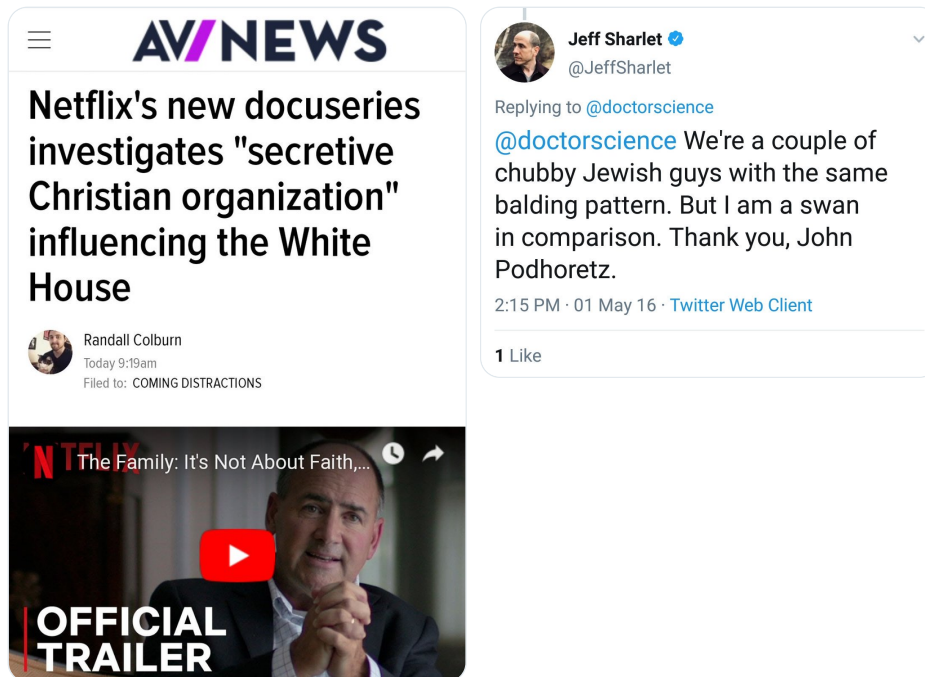 AV/NEWS
Netflix's new docuseries
investigates "secretive
Christian organization"
influencing the White
House
Randall Colburn
Today 9:19am
Filed to: COMING DISTRACTIONS
NETFLIX
The Family: It's Not About Faith,...
OFFICIAL
TRAILER
Jeff Sharlet
@JeffSharlet
Replying to @doctorscience
@doctorscience We're a couple of
chubby Jewish guys with the same
balding pattern. But I am a swan
in comparison. Thank you, John
Podhoretz.
2:15 PM · 01 May 16 · Twitter Web Client
1 Like